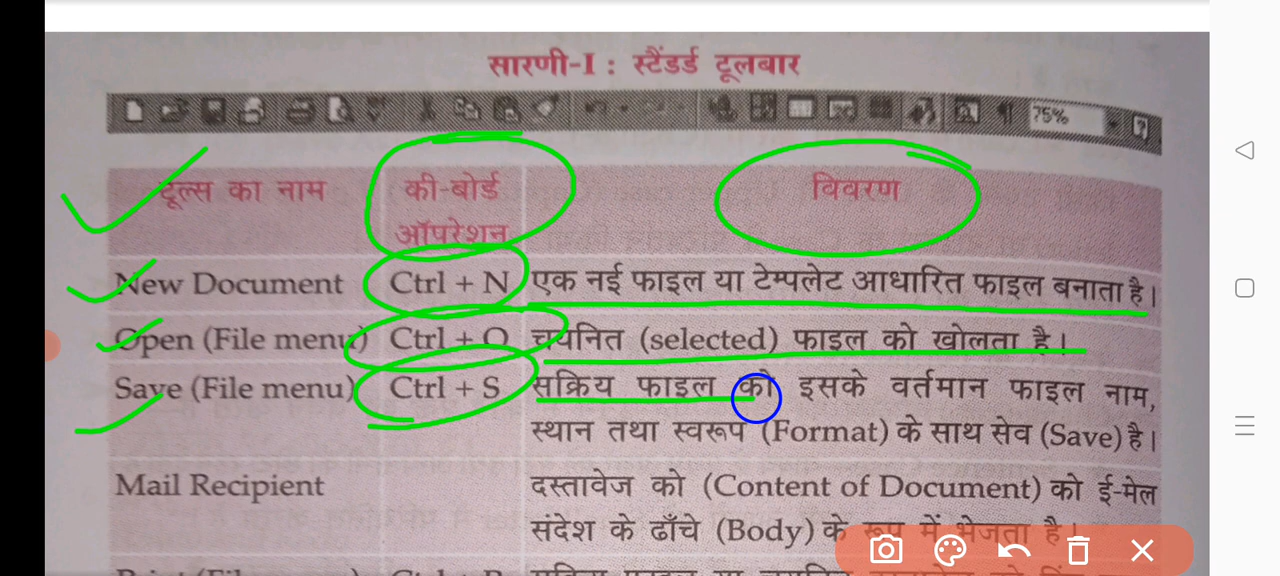 सारणी-I : स्टैंडर्ड टूलबार
75%
टूल्स का नाम की-बोर्ड ऑपरेशन विवरण
New Document Ctrl + N एक नई फाइल या टेम्पलेट आधारित फाइल बनाता है।
Open (File menu) Ctrl + O चयनित (selected) फाइल को खोलता है।
Save (File menu) Ctrl + S सक्रिय फाइल को इसके वर्तमान फाइल नाम,
स्थान तथा स्वरूप (Format) के साथ सेव (Save) है।
Mail Recipient दस्तावेज को (Content of Document) को ई-मेल
संदेश के ढाँचे (Body) के रूप में भेजता है।